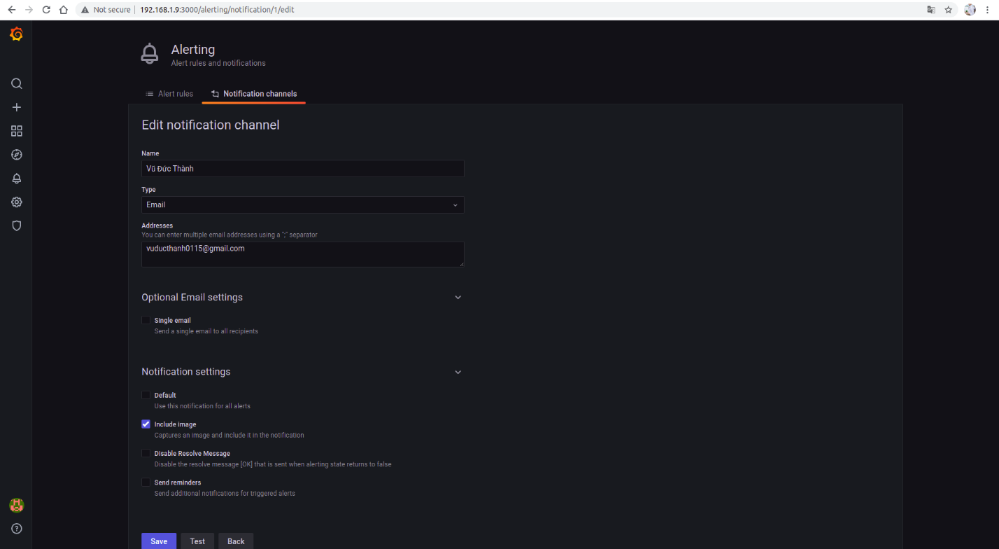 Not secure
192.168.1.9:3000/alerting/notification/1/edit
Alerting
Alert rules and notifications
Alert rules
Notification channels
Edit notification channel
Name
Vũ Đức Thành
Type
Email
Addresses
You can enter multiple email addresses using a ";" separator
vuducthanh0115@gmail.com
Optional Email settings
Single email
Send a single email to all recipients
Notification settings
Default
Use this notification for all alerts
Include image
Captures an image and include it in the notification
Disable Resolve Message
Disable the resolve message [OK] that is sent when alerting state returns to false
Send reminders
Send additional notifications for triggered alerts
Save
Test
Back